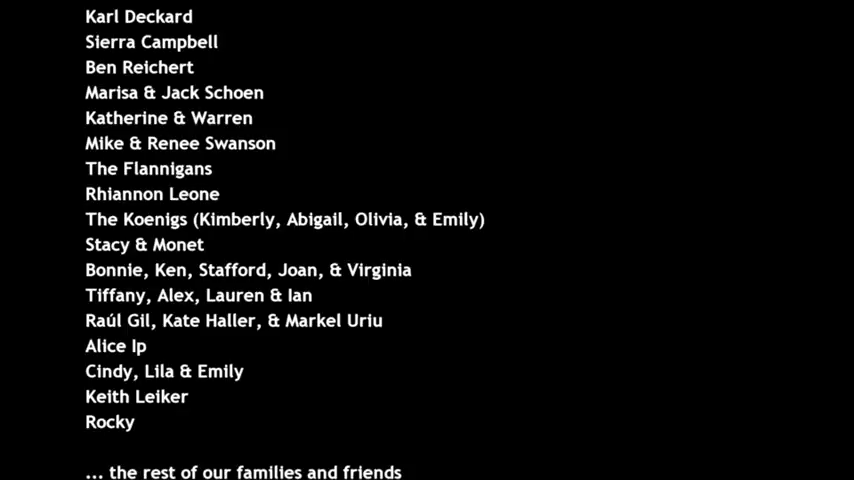 Karl Deckard
Sierra Campbell
Ben Reichert
Marisa & Jack Schoen
Katherine & Warren
Mike & Renee Swanson
The Flannigans
Rhiannon Leone
The Koenigs (Kimberly, Abigail, Olivia, & Emily)
Stacy & Monet
Bonnie, Ken, Stafford, Joan, & Virginia
Tiffany, Alex, Lauren & Ian
Raúl Gil, Kate Haller, & Markel Uriu
Alice Ip
Cindy, Lila & Emily
Keith Leiker
Rocky
... the rest of our families and friends